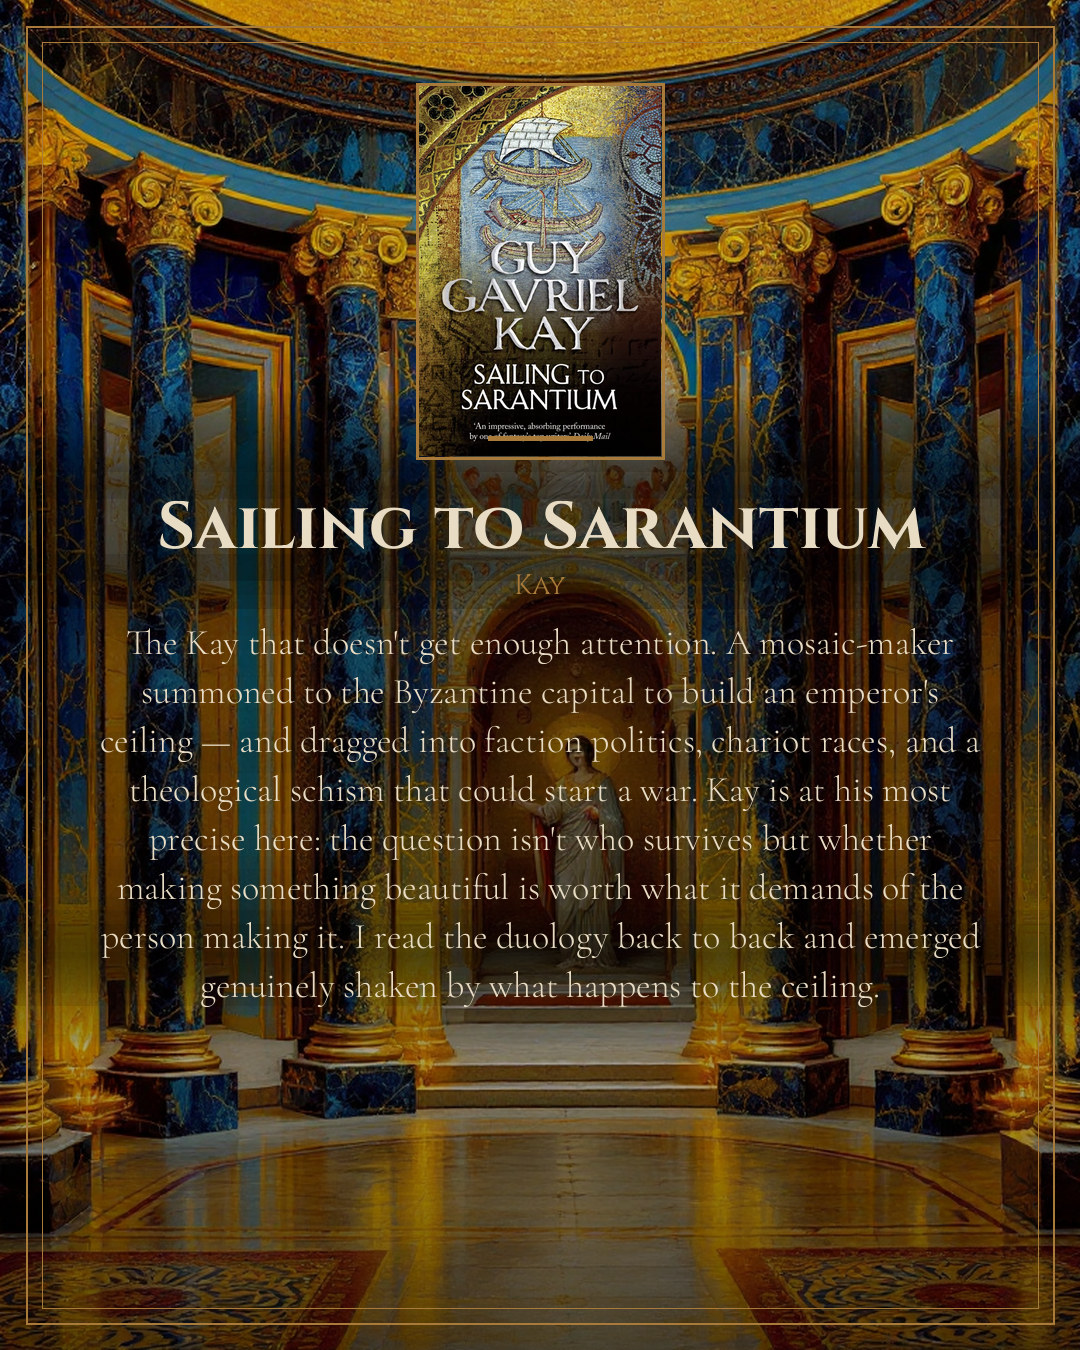 GUY
GAVRIEL
KAY
SAILING TO
SARANTIUM
'An impressive, absorbing performance
by one Mail
SAILING TO SARANTIUM
KAY
The Kay that doesn't get enough attention. A mosaic-maker
summoned to the Byzantine capital to build an emperor's
ceiling — and dragged into faction politics, chariot races, and a
theological schism that could start a war. Kay is at his most
precise here: the question isn't who survives but whether
making something beautiful is worth what it demands of the
person making it. I read the duology back to back and emerged
genuinely shaken by what happens to the ceiling.